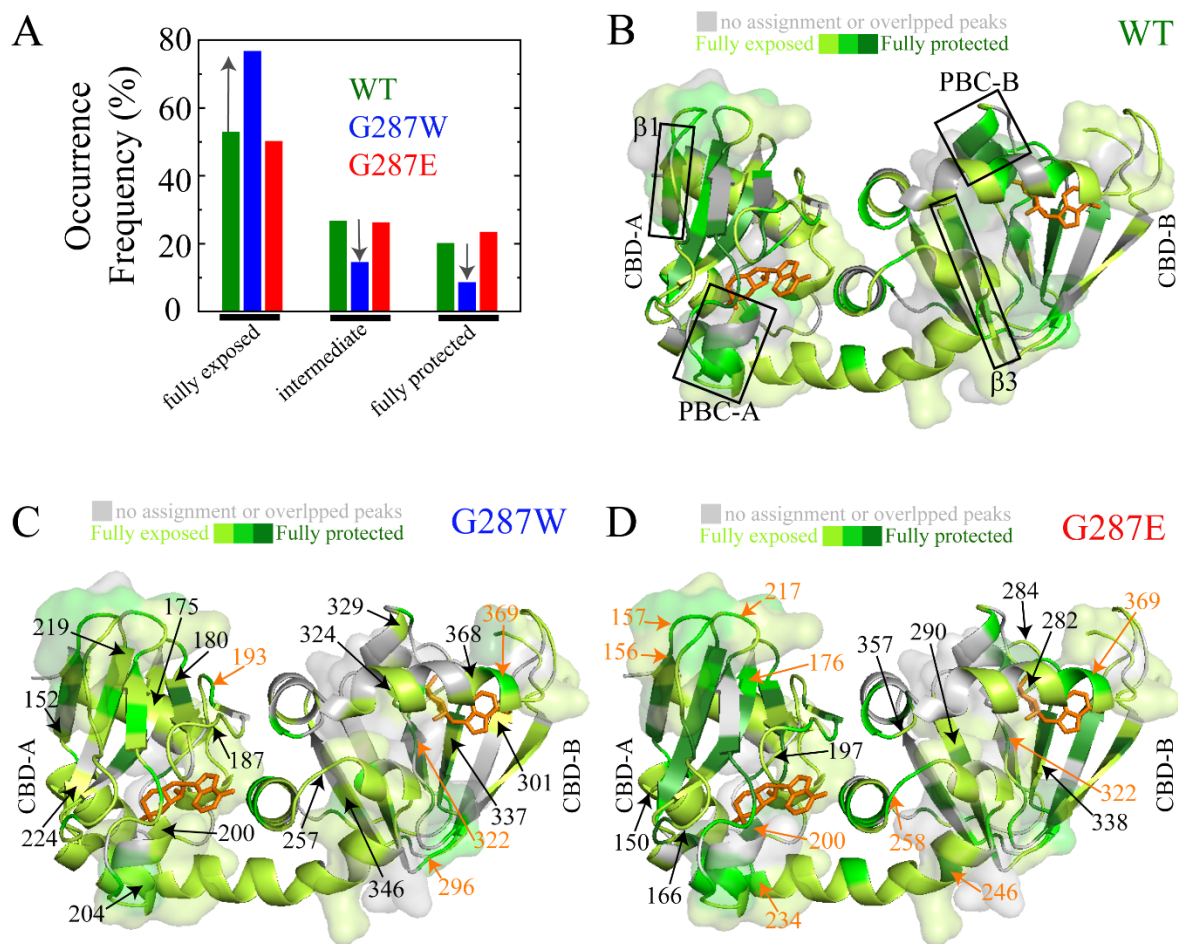 A
80
60
40
20
0
Occurrence
Frequency (%)
WT
G287W
G287E
fully exposed
intermediate
fully protected
B
no assignment or overlpped peaks
Fully exposed Fully protected
WT
PBC-B
β1
CBD-A
CBD-B
β3
PBC-A
C
no assignment or overlpped peaks
Fully exposed Fully protected
G287W
329
175
324
369
219
180
368
193
152
187
301
CBD-A
CBD-B
224
200
257
337
322
346
296
204
D
no assignment or overlpped peaks
Fully exposed Fully protected
G287E
217
284
369
157
290
282
156
357
176
197
CBD-A
CBD-B
322
150
338
200
258
166
246
234